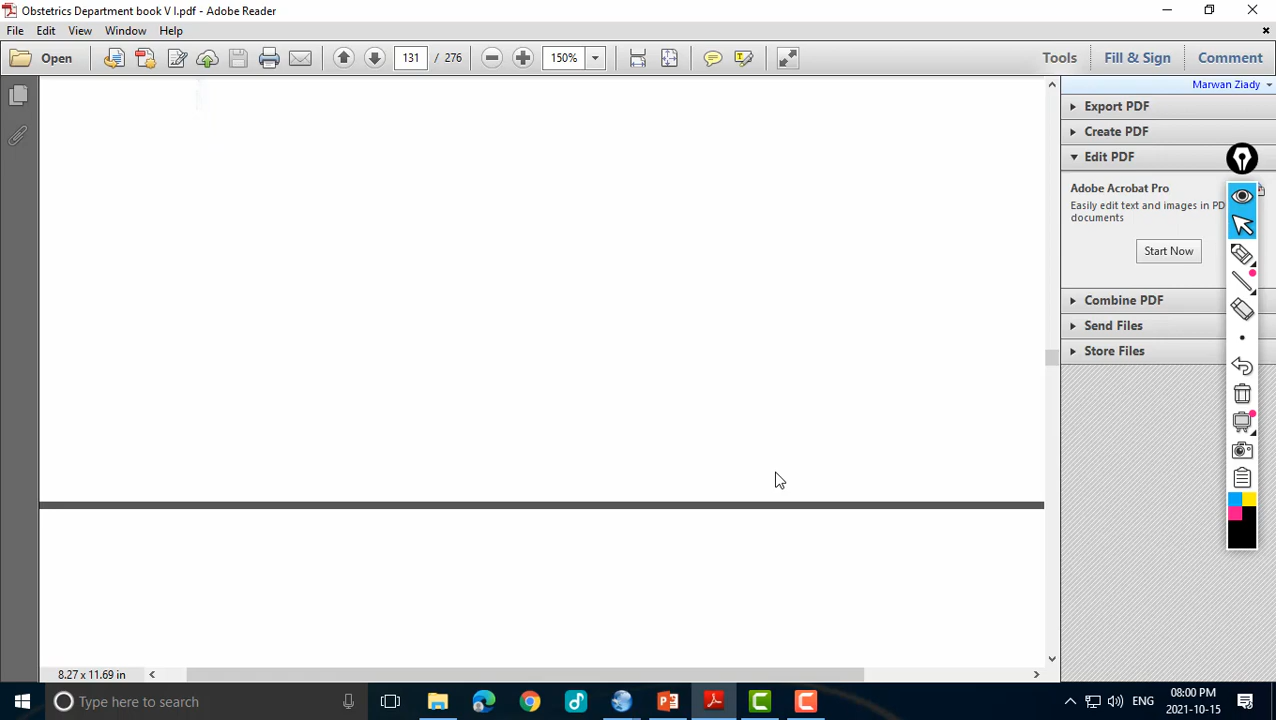 Obstetrics Department book V I.pdf - Adobe Reader
File Edit View Window Help
Open 131 / 276 150% Tools Fill & Sign Comment
Marwan Ziady
Export PDF
Create PDF
Edit PDF
Adobe Acrobat Pro
Easily edit text and images in PD
documents
Start Now
Combine PDF
Send Files
Store Files
8.27 x 11.69 in
Type here to search
ENG
08:00 PM
2021-10-15